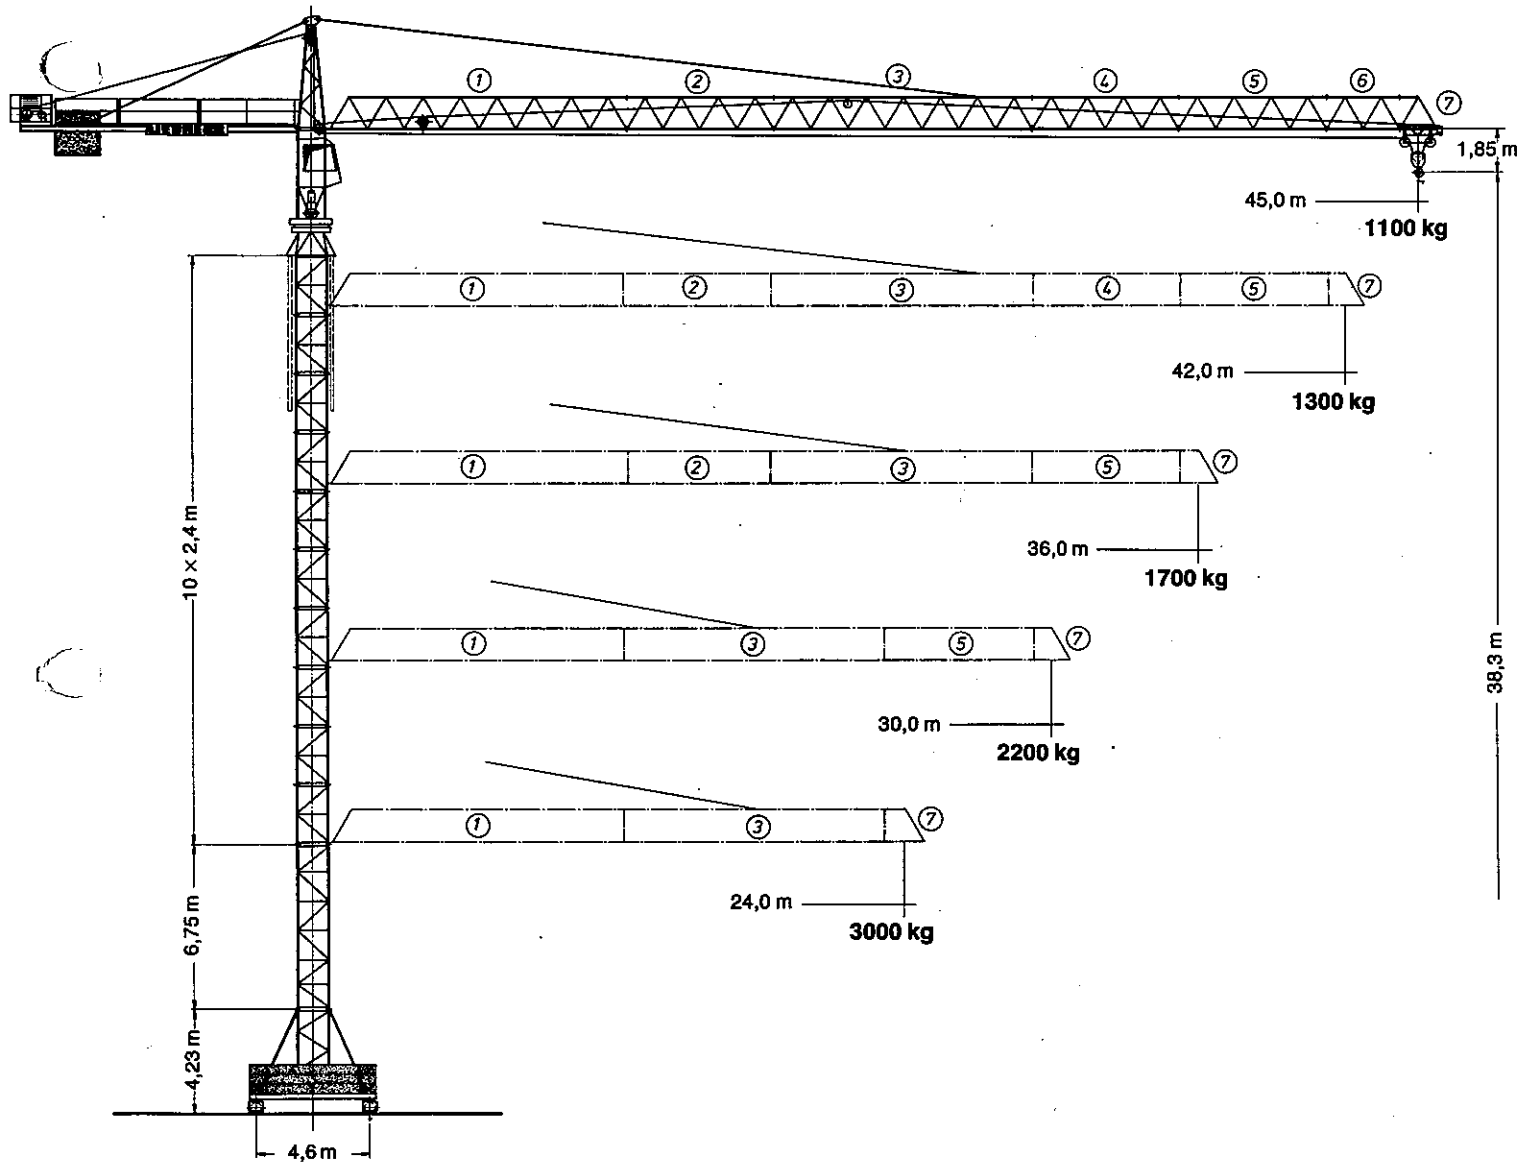 ① ② ③ ④ ⑤ ⑥ ⑦
1,85 m
45,0 m
1100 kg
① ② ③ ④ ⑤ ⑦
42,0 m
1300 kg
① ② ③ ⑤ ⑦
36,0 m
1700 kg
① ③ ⑤ ⑦
30,0 m
2200 kg
① ③ ⑦
24,0 m
3000 kg
10 × 2,4 m
6,75 m
4,23 m
4,6 m
38,3 m